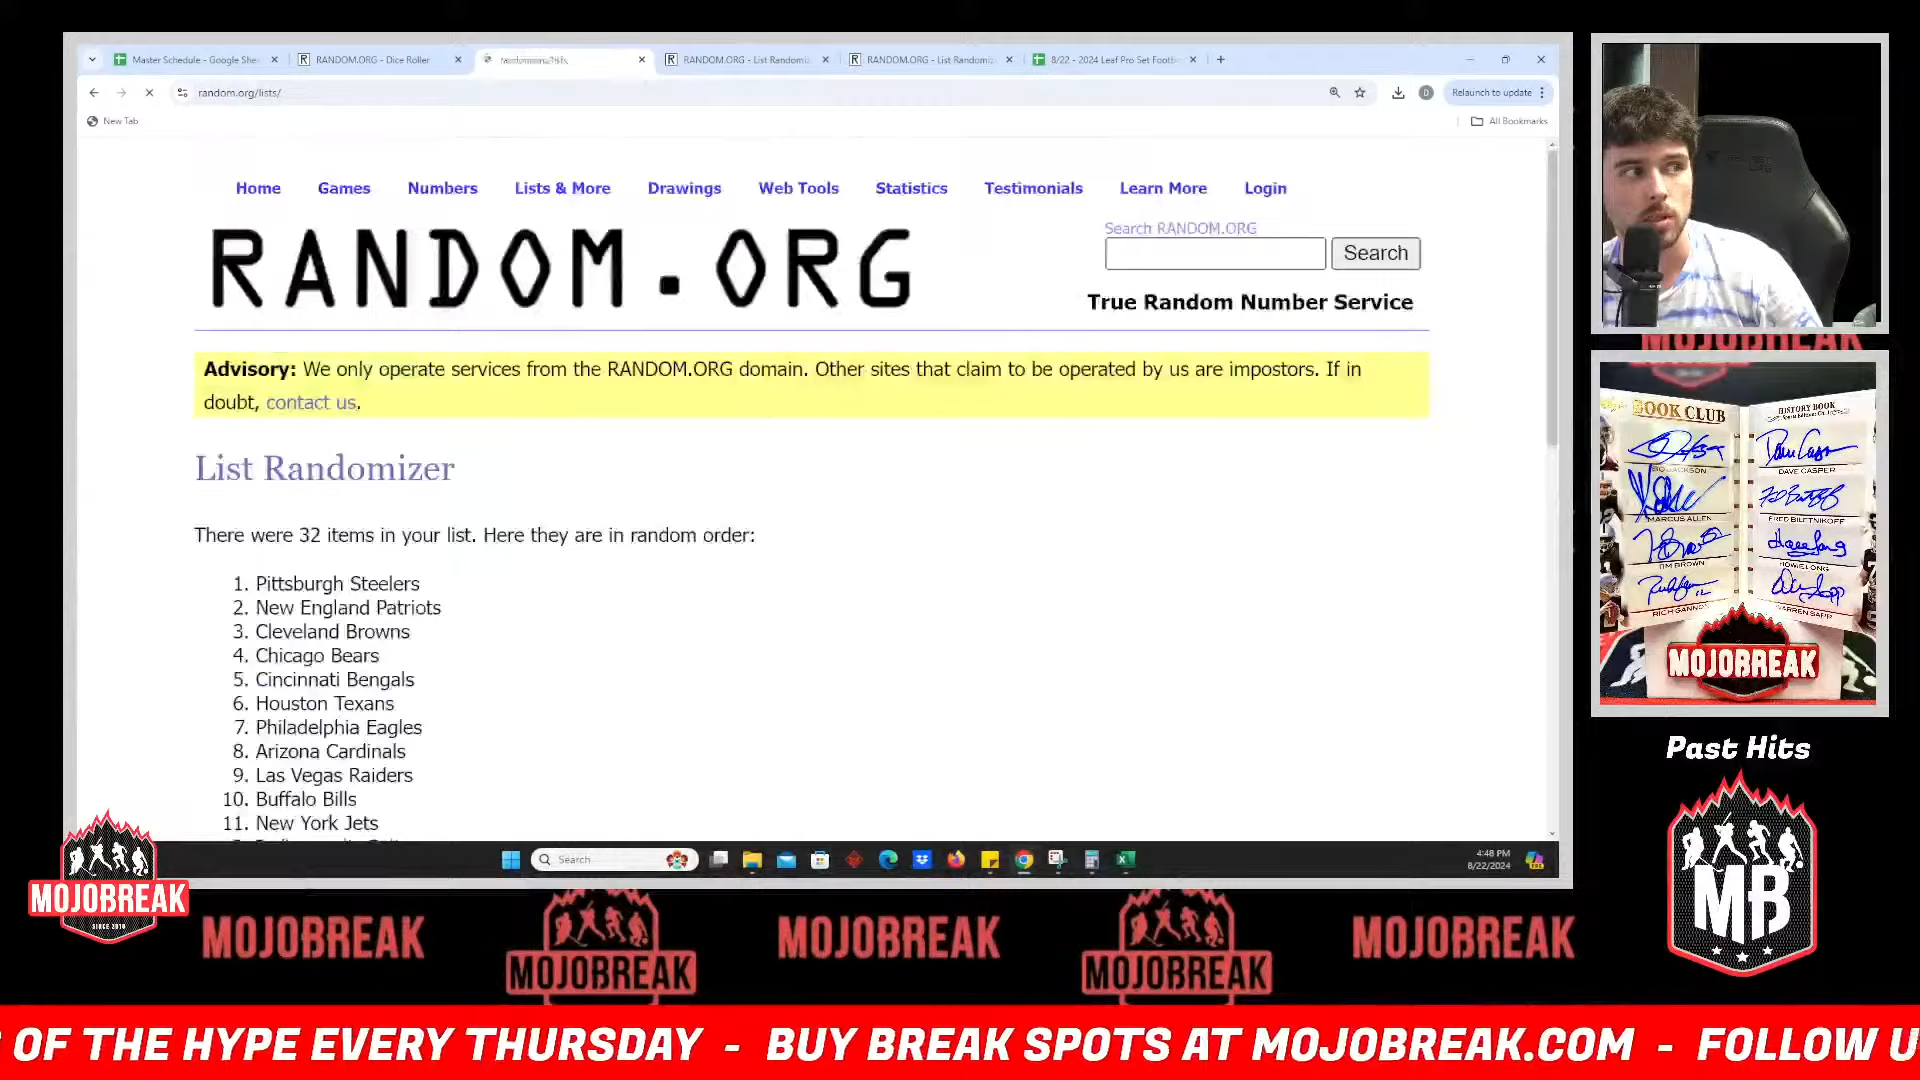 Master Schedule - Google She
RANDOM.ORG - Dice Roller
RANDOM.ORG - List Randomi
RANDOM.ORG - List Randomi
8/22 - 2024 Leaf Pro Set Footb
random.org/lists/
Relaunch to update
New Tab
All Bookmarks
Home Games Numbers Lists & More Drawings Web Tools Statistics Testimonials Learn More Login
RANDOM.ORG
Search RANDOM.ORG
Search
True Random Number Service
Advisory: We only operate services from the RANDOM.ORG domain. Other sites that claim to be operated by us are impostors. If in
doubt, contact us.
List Randomizer
There were 32 items in your list. Here they are in random order:
1. Pittsburgh Steelers
2. New England Patriots
3. Cleveland Browns
4. Chicago Bears
5. Cincinnati Bengals
6. Houston Texans
7. Philadelphia Eagles
8. Arizona Cardinals
9. Las Vegas Raiders
10. Buffalo Bills
11. New York Jets
Search
4:48 PM
8/22/2024
BOOK CLUB
HISTORY BOOK
BO JACKSON
DAVE CASPER
MARCUS ALLEN
FRED BILETNIKOFF
TIM BROWN
HOWIE LONG
RICH GANNON
WARREN SAPP
MOJOBREAK
Past Hits
MB
MOJOBREAK
SINCE 2010
MOJOBREAK
MOJOBREAK
MOJOBREAK
MOJOBREAK
MOJOBREAK
OF THE HYPE EVERY THURSDAY - BUY BREAK SPOTS AT MOJOBREAK.COM - FOLLOW U